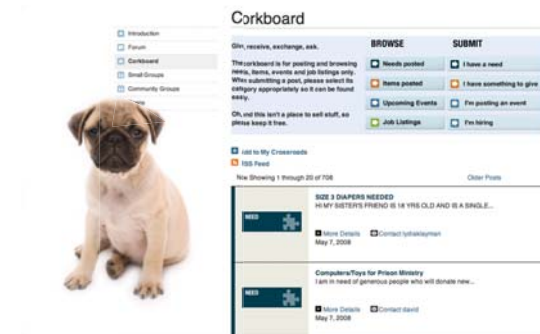 Corkboard
Introduction
Forum
Corkboard
Small Groups
Community Groups
Give, receive, exchange, ask.
The corkboard is for posting and browsing
needs, items, events and job listings only.
When submitting a post, please select its
category appropriately so it can be found
easy.
Oh, and this isn't a place to sell stuff, so
please keep it free.
BROWSE
Needs posted
Items posted
Upcoming Events
Job Listings
SUBMIT
I have a need
I have something to give
I'm posting an event
I'm hiring
Add to My Crossroads
RSS Feed
Now Showing 1 through 20 of 708
Older Posts
NEED
SIZE 3 DIAPERS NEEDED
HI MY SISTER'S FRIEND IS 18 YRS OLD AND IS A SINGLE...
More Details
Contact lydiaklayman
May 7, 2008
NEED
Computers/Toys for Prison Ministry
I am in need of generous people who will donate new...
More Details
Contact david
May 7, 2008